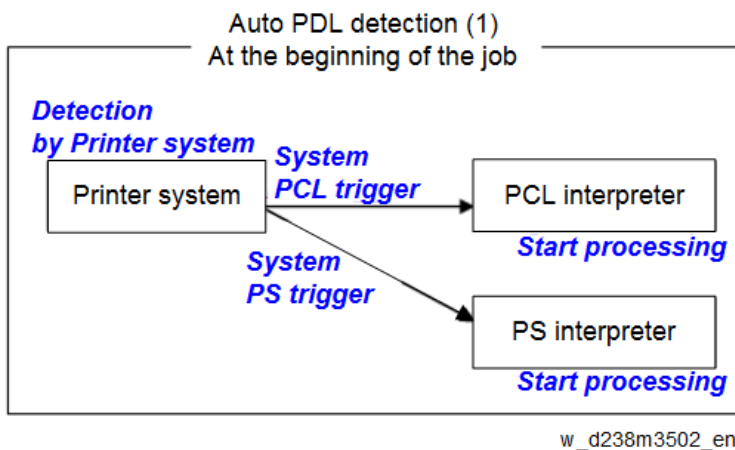 Auto PDL detection (1)
At the beginning of the job
Detection
by Printer system
Printer system
System
PCL trigger
PCL interpreter
Start processing
System
PS trigger
PS interpreter
Start processing
w_d238m3502_en